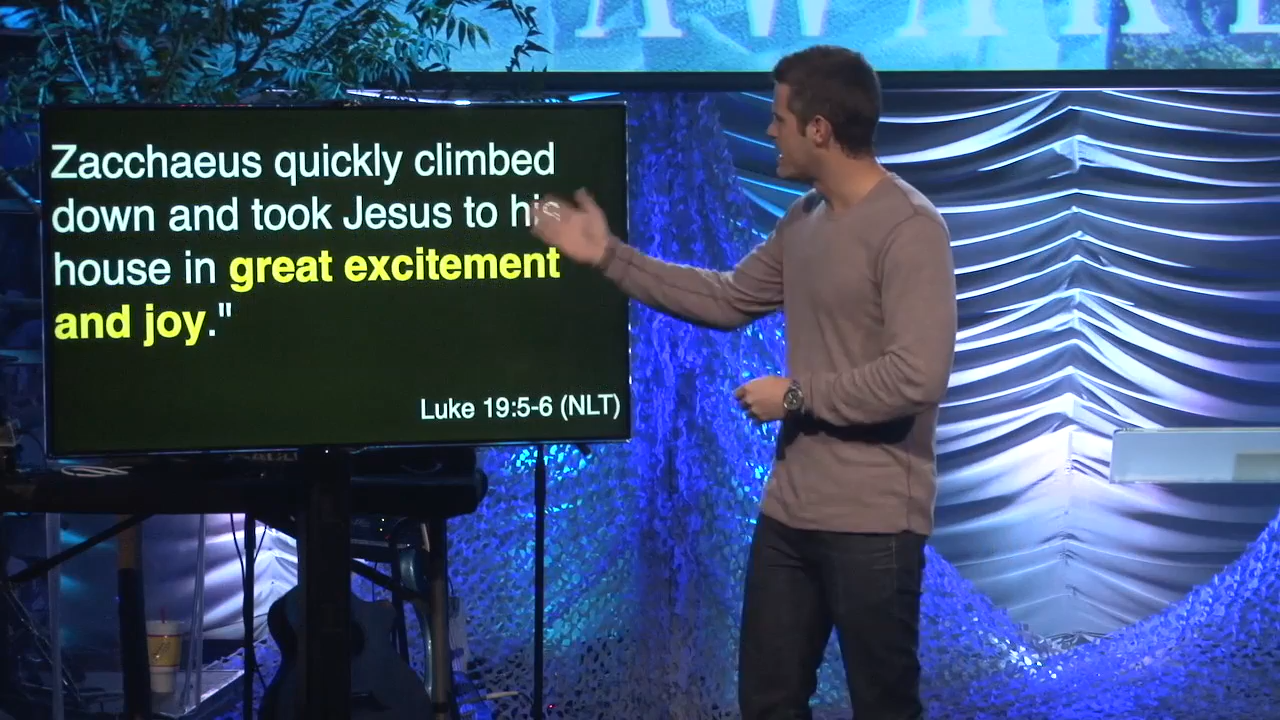 AWAKE
Zacchaeus quickly climbed
down and took Jesus to his
house in great excitement
and joy."
Luke 19:5-6 (NLT)